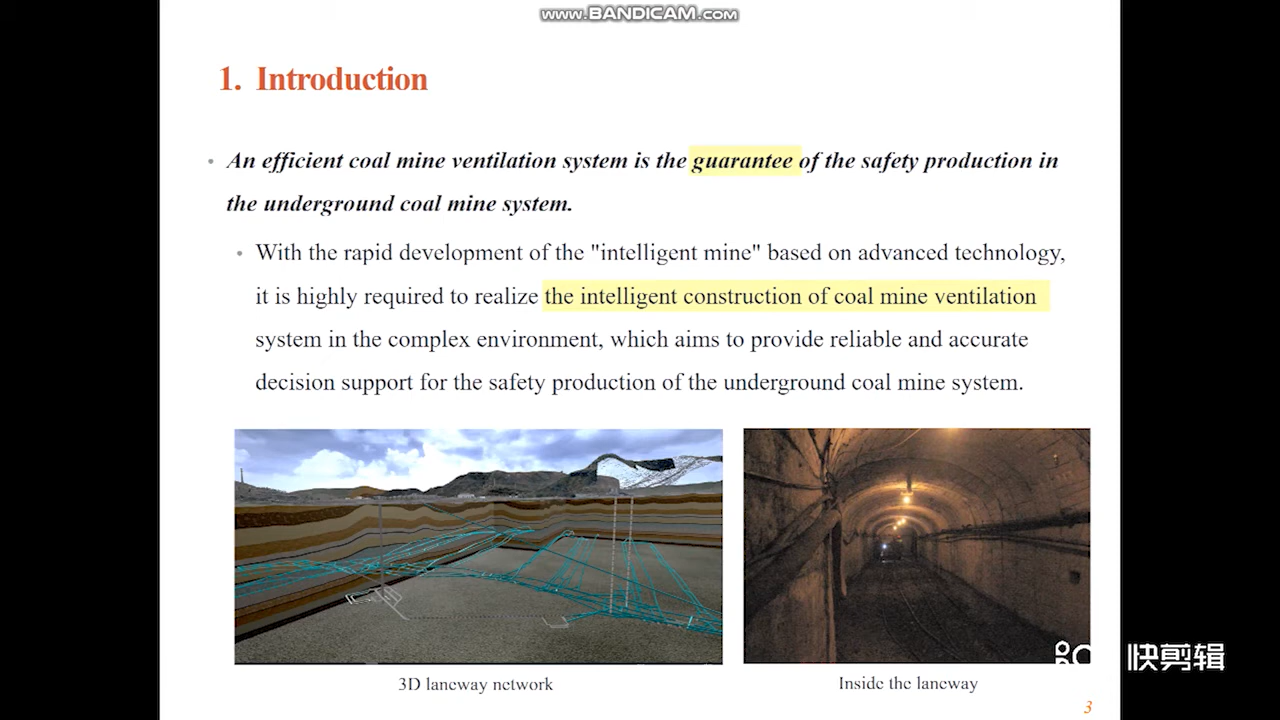 www.BANDICAM.com
1. Introduction
• An efficient coal mine ventilation system is the guarantee of the safety production in
the underground coal mine system.
• With the rapid development of the "intelligent mine" based on advanced technology,
it is highly required to realize the intelligent construction of coal mine ventilation
system in the complex environment, which aims to provide reliable and accurate
decision support for the safety production of the underground coal mine system.
3D laneway network
Inside the laneway
快剪辑
3